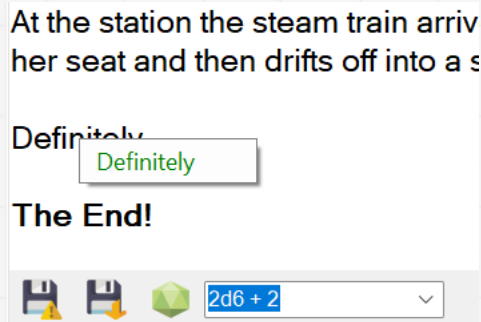 At the station the steam train arriv
her seat and then drifts off into a s
Definitely
Definitely
The End!
2d6 + 2